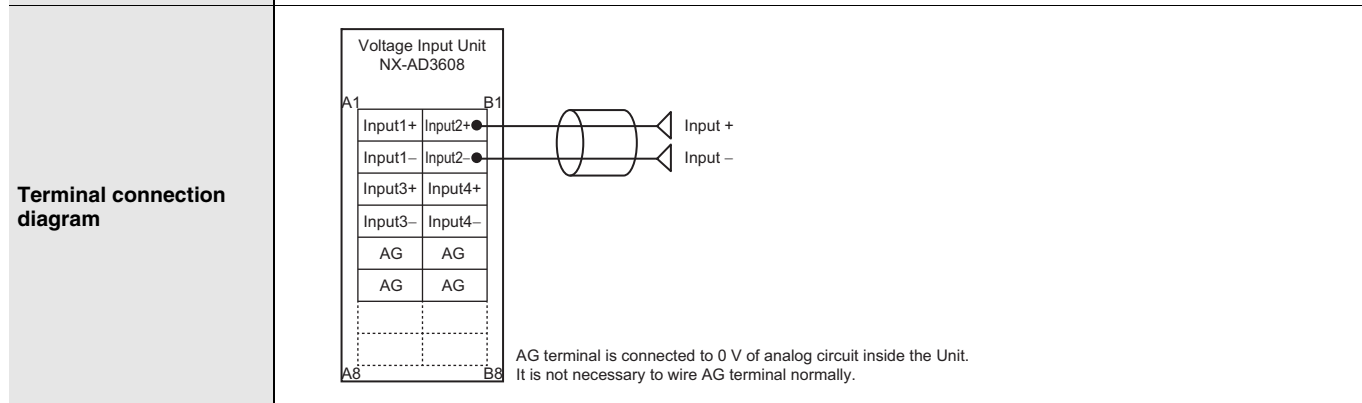 Terminal connection
diagram
Voltage Input Unit
NX-AD3608
A1 B1
Input1+ Input2+ Input +
Input1– Input2– Input –
Input3+ Input4+
Input3– Input4–
AG AG
AG AG
A8 B8
AG terminal is connected to 0 V of analog circuit inside the Unit.
It is not necessary to wire AG terminal normally.